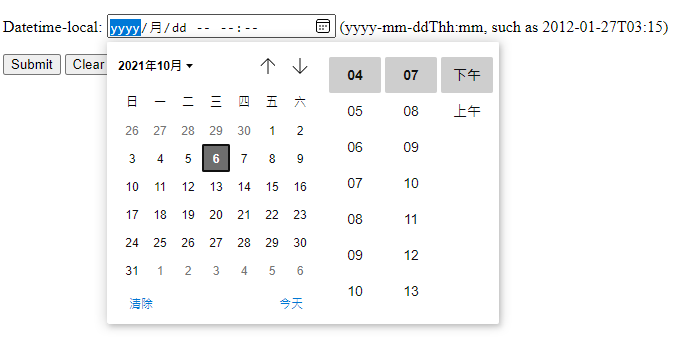 Datetime-local: yyyy/月/dd -- --:-- (yyyy-mm-ddThh:mm, such as 2012-01-27T03:15)
Submit Clear
2021年10月
日 一 二 三 四 五 六
26 27 28 29 30 1 2
3 4 5 6 7 8 9
10 11 12 13 14 15 16
17 18 19 20 21 22 23
24 25 26 27 28 29 30
31 1 2 3 4 5 6
清除 今天
04 07 下午
05 08 上午
06 09
07 10
08 11
09 12
10 13